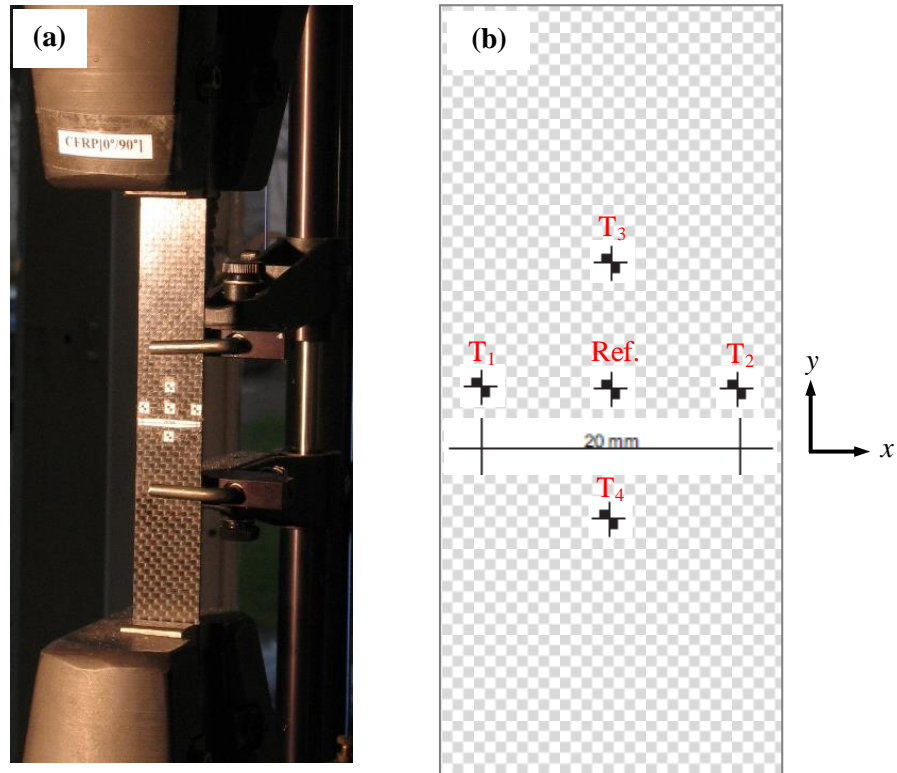 (a)
CFRP[0°/90°]
(b)
T₃
T₁ Ref. T₂
20 mm
T₄
y
x